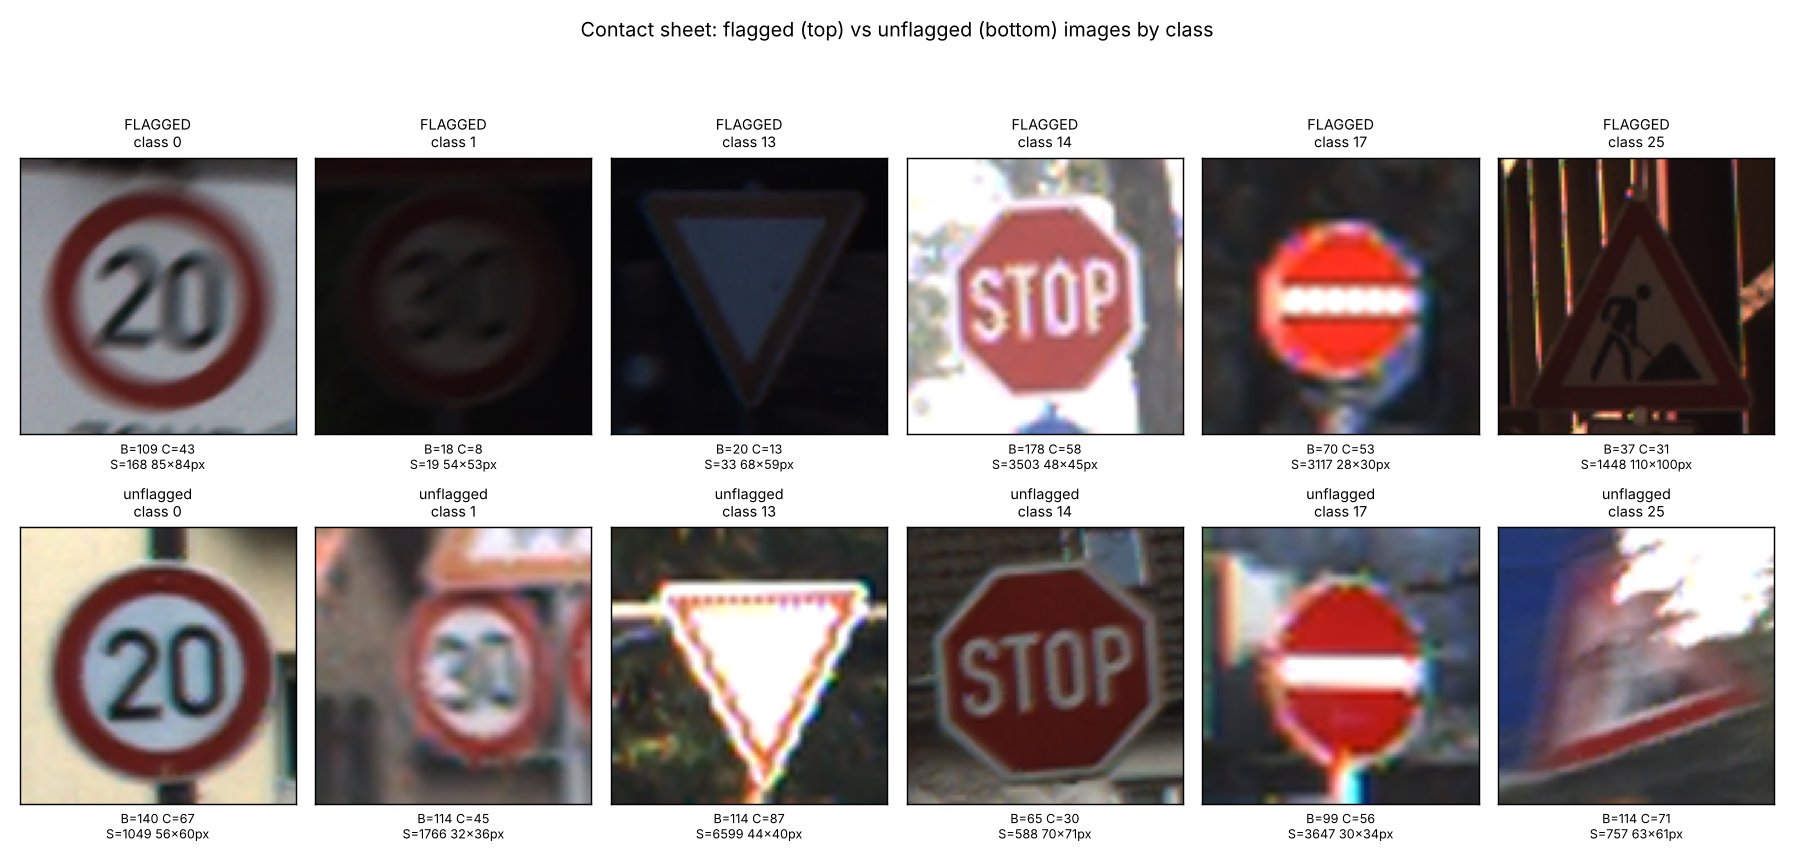 Contact sheet: flagged (top) vs unflagged (bottom) images by class
FLAGGED
class 0
FLAGGED
class 1
FLAGGED
class 13
FLAGGED
class 14
FLAGGED
class 17
FLAGGED
class 25
20
30
STOP
B=109 C=43
S=168 85×84px
B=18 C=8
S=19 54×53px
B=20 C=13
S=33 68×59px
B=178 C=58
S=3503 48×45px
B=70 C=53
S=3117 28×30px
B=37 C=31
S=1448 110×100px
unflagged
class 0
unflagged
class 1
unflagged
class 13
unflagged
class 14
unflagged
class 17
unflagged
class 25
20
30
STOP
B=140 C=67
S=1049 56×60px
B=114 C=45
S=1766 32×36px
B=114 C=87
S=6599 44×40px
B=65 C=30
S=588 70×71px
B=99 C=56
S=3647 30×34px
B=114 C=71
S=757 63×61px